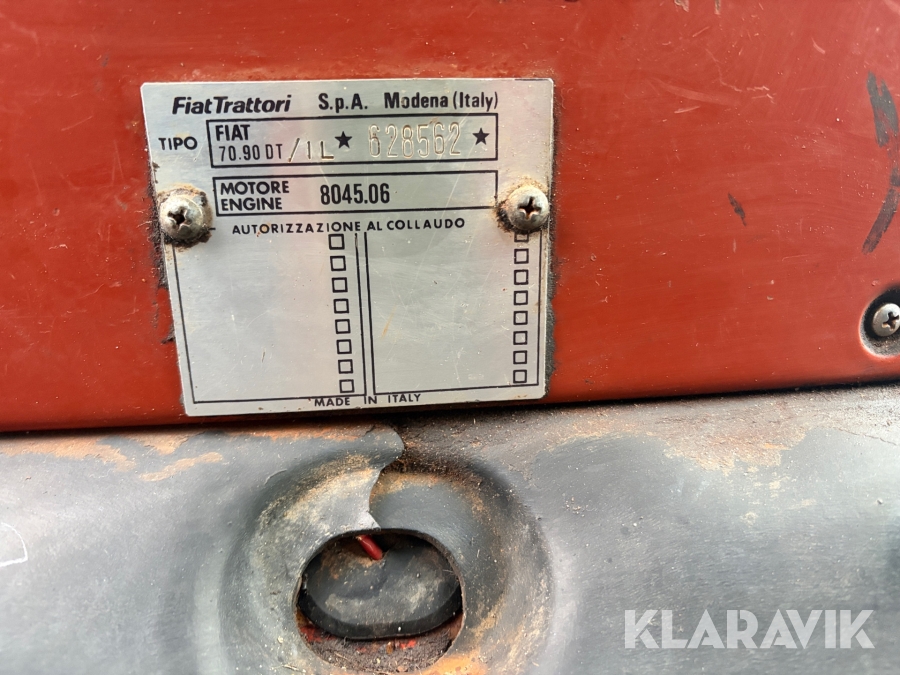 FiatTrattori S.p.A. Modena (Italy)
TIPO FIAT
70.90 DT /1L ★ 628562 ★
MOTORE
ENGINE 8045.06
AUTORIZZAZIONE AL COLLAUDO
MADE IN ITALY
KLARAVIK